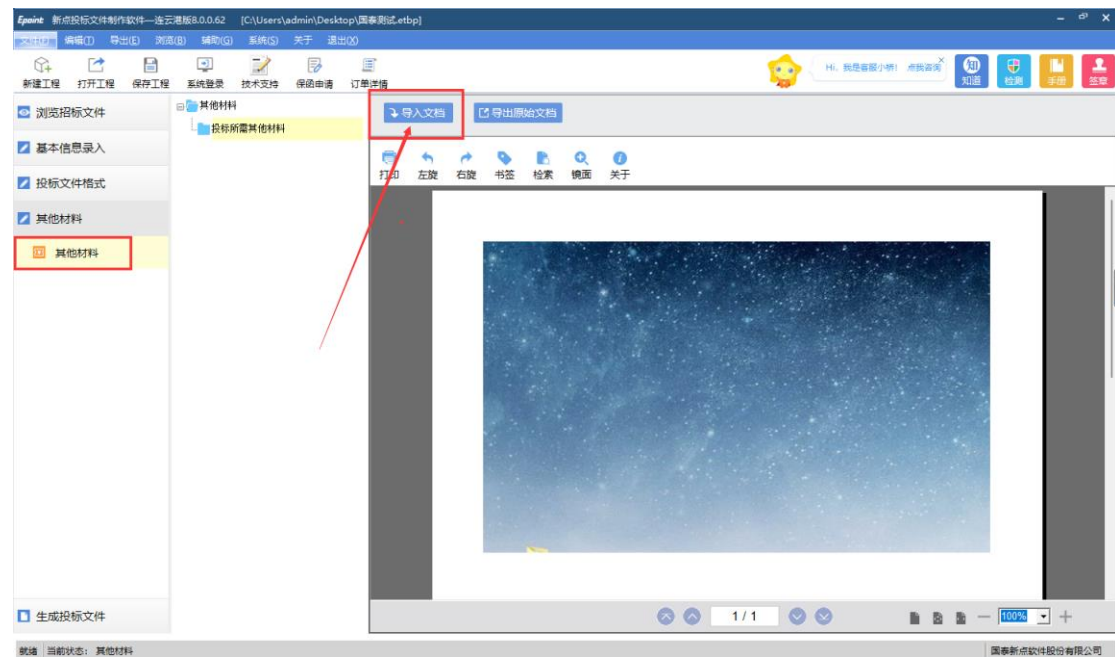 Epoint 新点投标文件制作软件—连云港版8.0.0.62 [C:\Users\admin\Desktop\国泰测试.etbp]
文件(F) 编辑(T) 导出(E) 浏览(B) 辅助(G) 系统(S) 关于 退出(X)
新建工程 打开工程 保存工程 系统登录 技术支持 保函申请 订单详情
Hi，我是客服小娇! 点我咨询
知
知道 检测 手册 签章
浏览招标文件
基本信息录入
投标文件格式
其他材料
其他材料
生成投标文件
其他材料
投标所需其他材料
导入文档 导出原始文档
打印 左旋 右旋 书签 检索 镜面 关于
1 / 1
100%
就绪 当前状态: 其他材料 国泰新点软件股份有限公司